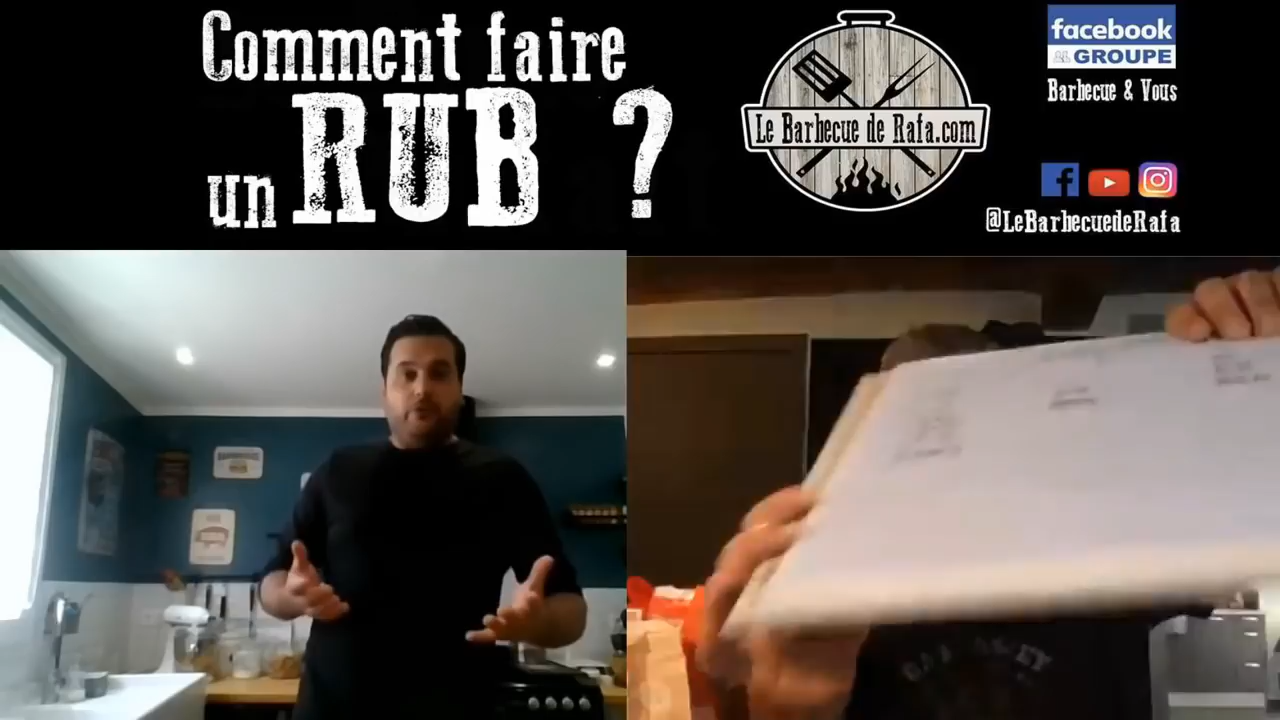 Comment faire
un RUB ?
Le Barbecue de Rafa.com
facebook
GROUPE
Barbecue & Vous
@LeBarbecuedeRafa